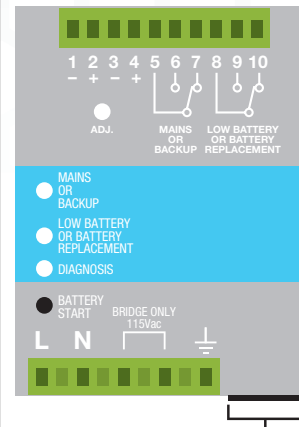 1 2 3 4 5 6 7 8 9 10
− + − +
ADJ.
MAINS
OR
BACKUP
LOW BATTERY
OR BATTERY
REPLACEMENT
MAINS
OR
BACKUP
LOW BATTERY
OR BATTERY
REPLACEMENT
DIAGNOSIS
BATTERY
START
BRIDGE ONLY
115Vac
L N